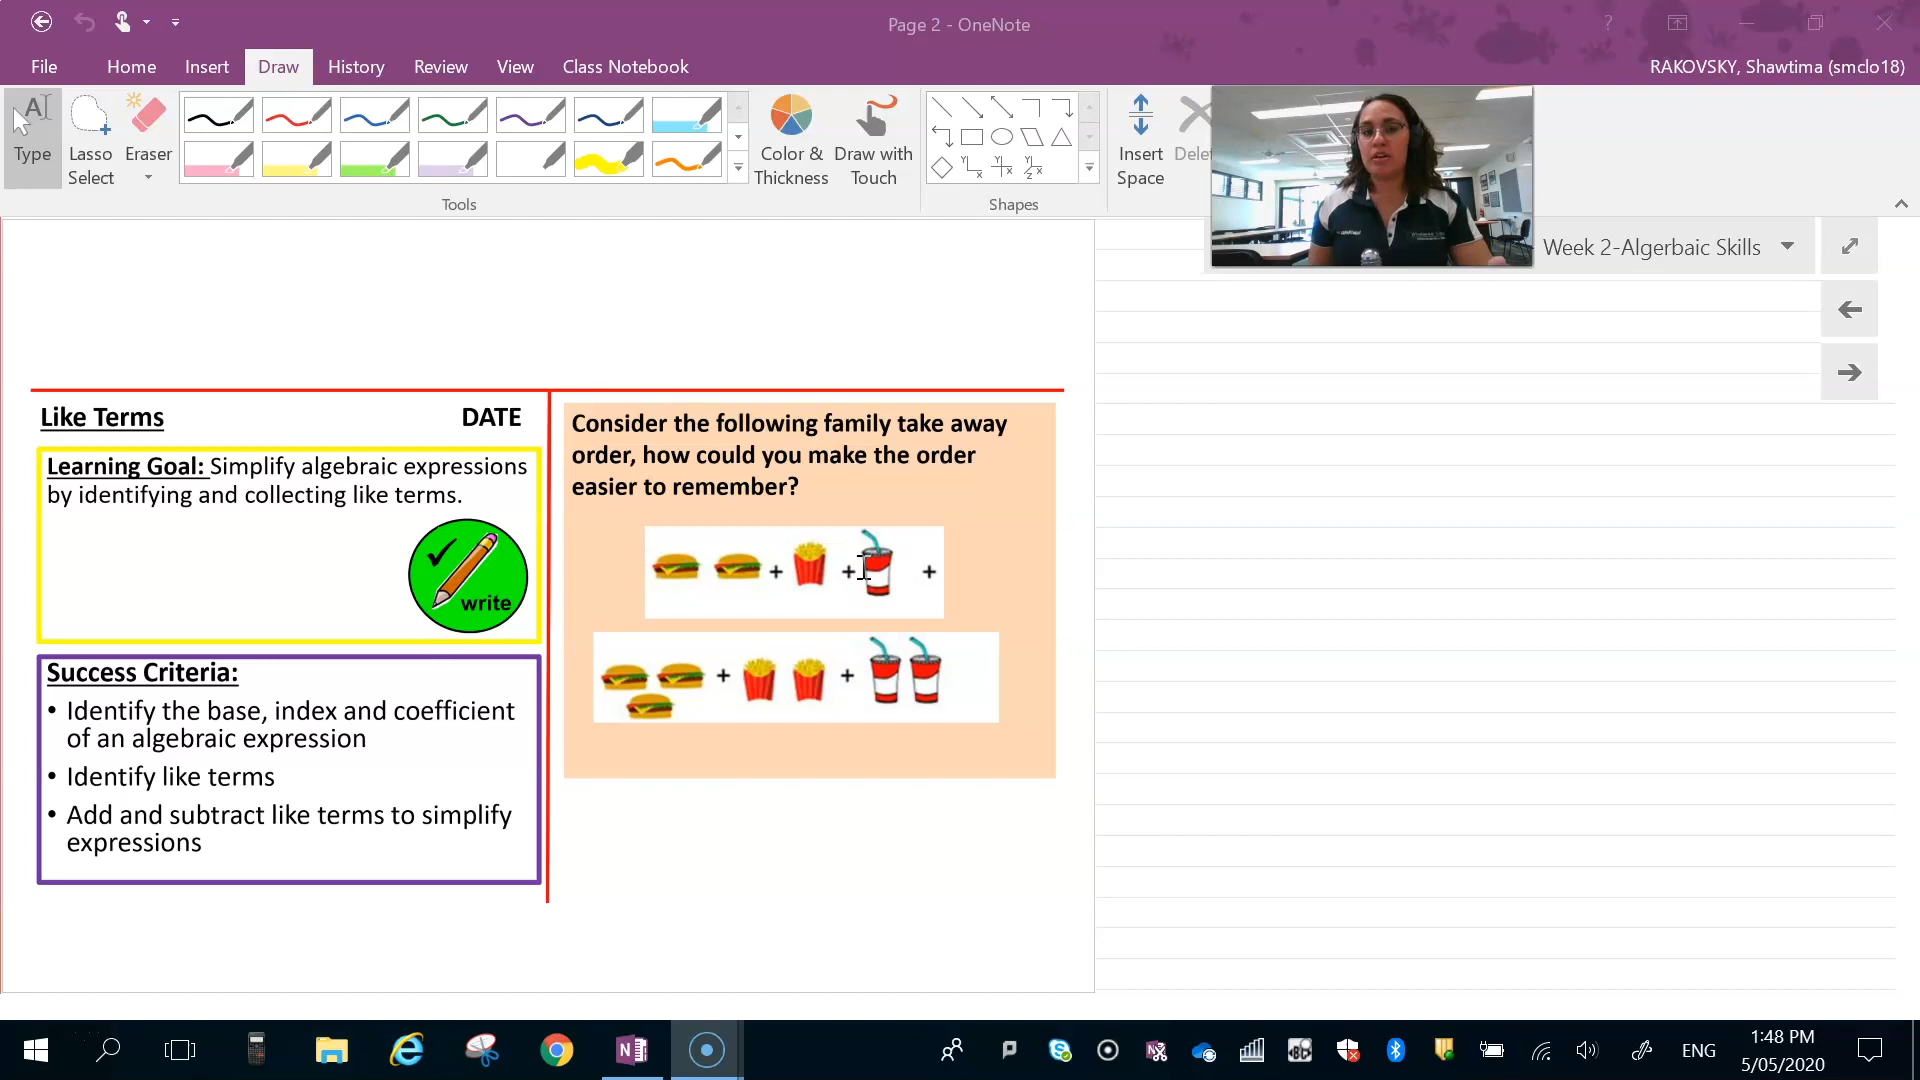 Page 2 - OneNote
?
File Home Insert Draw History Review View Class Notebook
RAKOVSKY, Shawtima (smclo18)
Type
Lasso
Select
Eraser
Color &
Thickness
Draw with
Touch
Insert
Space
Tools
Shapes
Week 2-Algerbaic Skills
Like Terms DATE
Learning Goal: Simplify algebraic expressions
by identifying and collecting like terms.
write
Success Criteria:
• Identify the base, index and coefficient
of an algebraic expression
• Identify like terms
• Add and subtract like terms to simplify
expressions
Consider the following family take away
order, how could you make the order
easier to remember?
+ + +
+ +
ENG
1:48 PM
5/05/2020